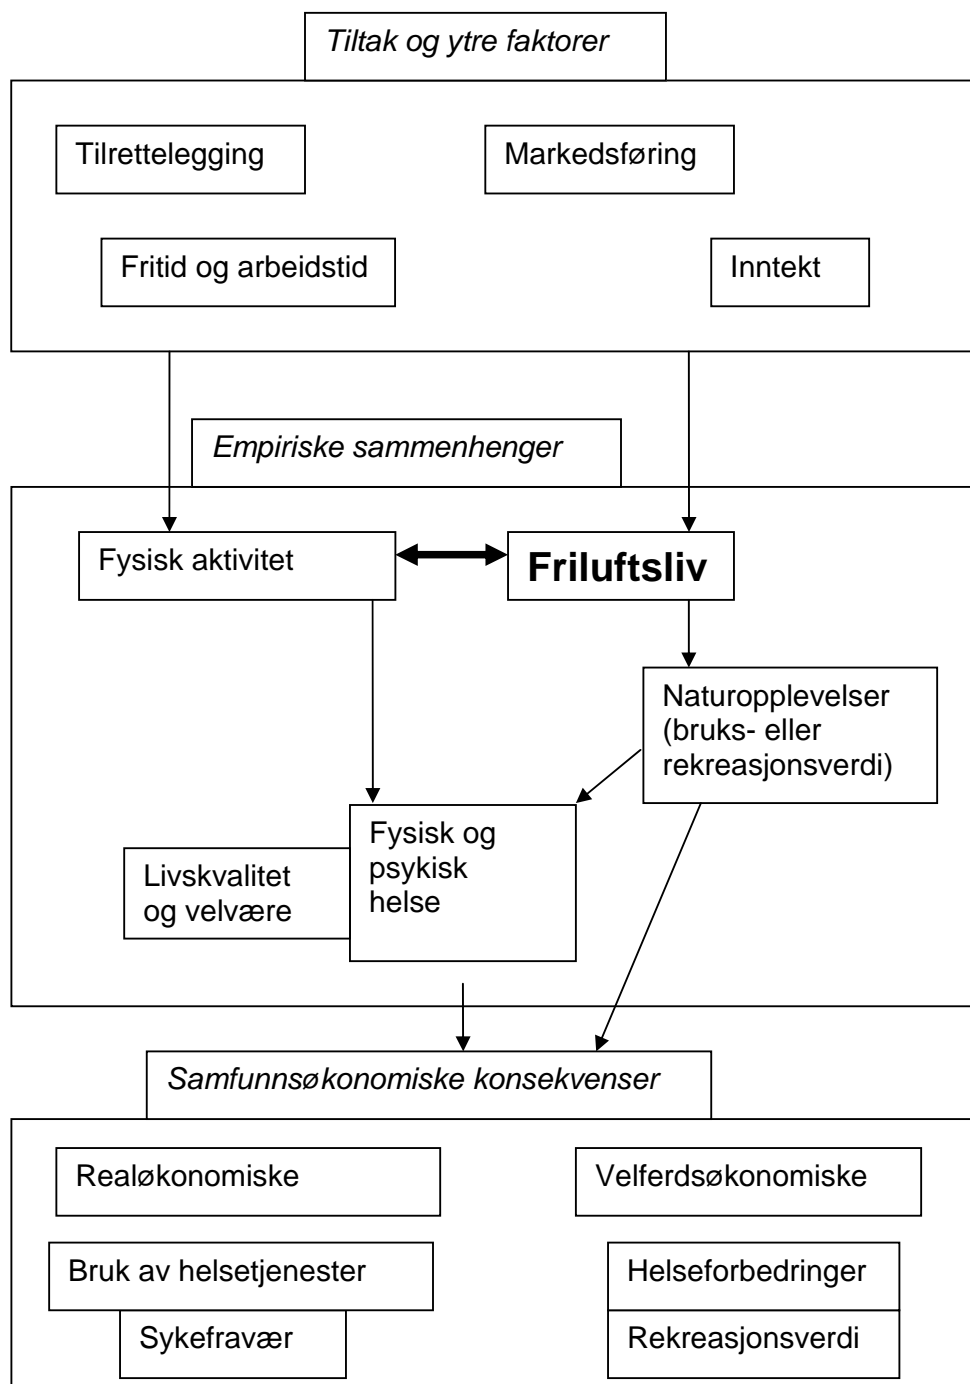 Tiltak og ytre faktorer
Tilrettelegging
Markedsføring
Fritid og arbeidstid
Inntekt
Empiriske sammenhenger
Fysisk aktivitet
Friluftsliv
Naturopplevelser
(bruks- eller
rekreasjonsverdi)
Fysisk og
psykisk
helse
Livskvalitet
og velvære
Samfunnsøkonomiske konsekvenser
Realøkonomiske
Velferdsøkonomiske
Bruk av helsetjenester
Helseforbedringer
Sykefravær
Rekreasjonsverdi